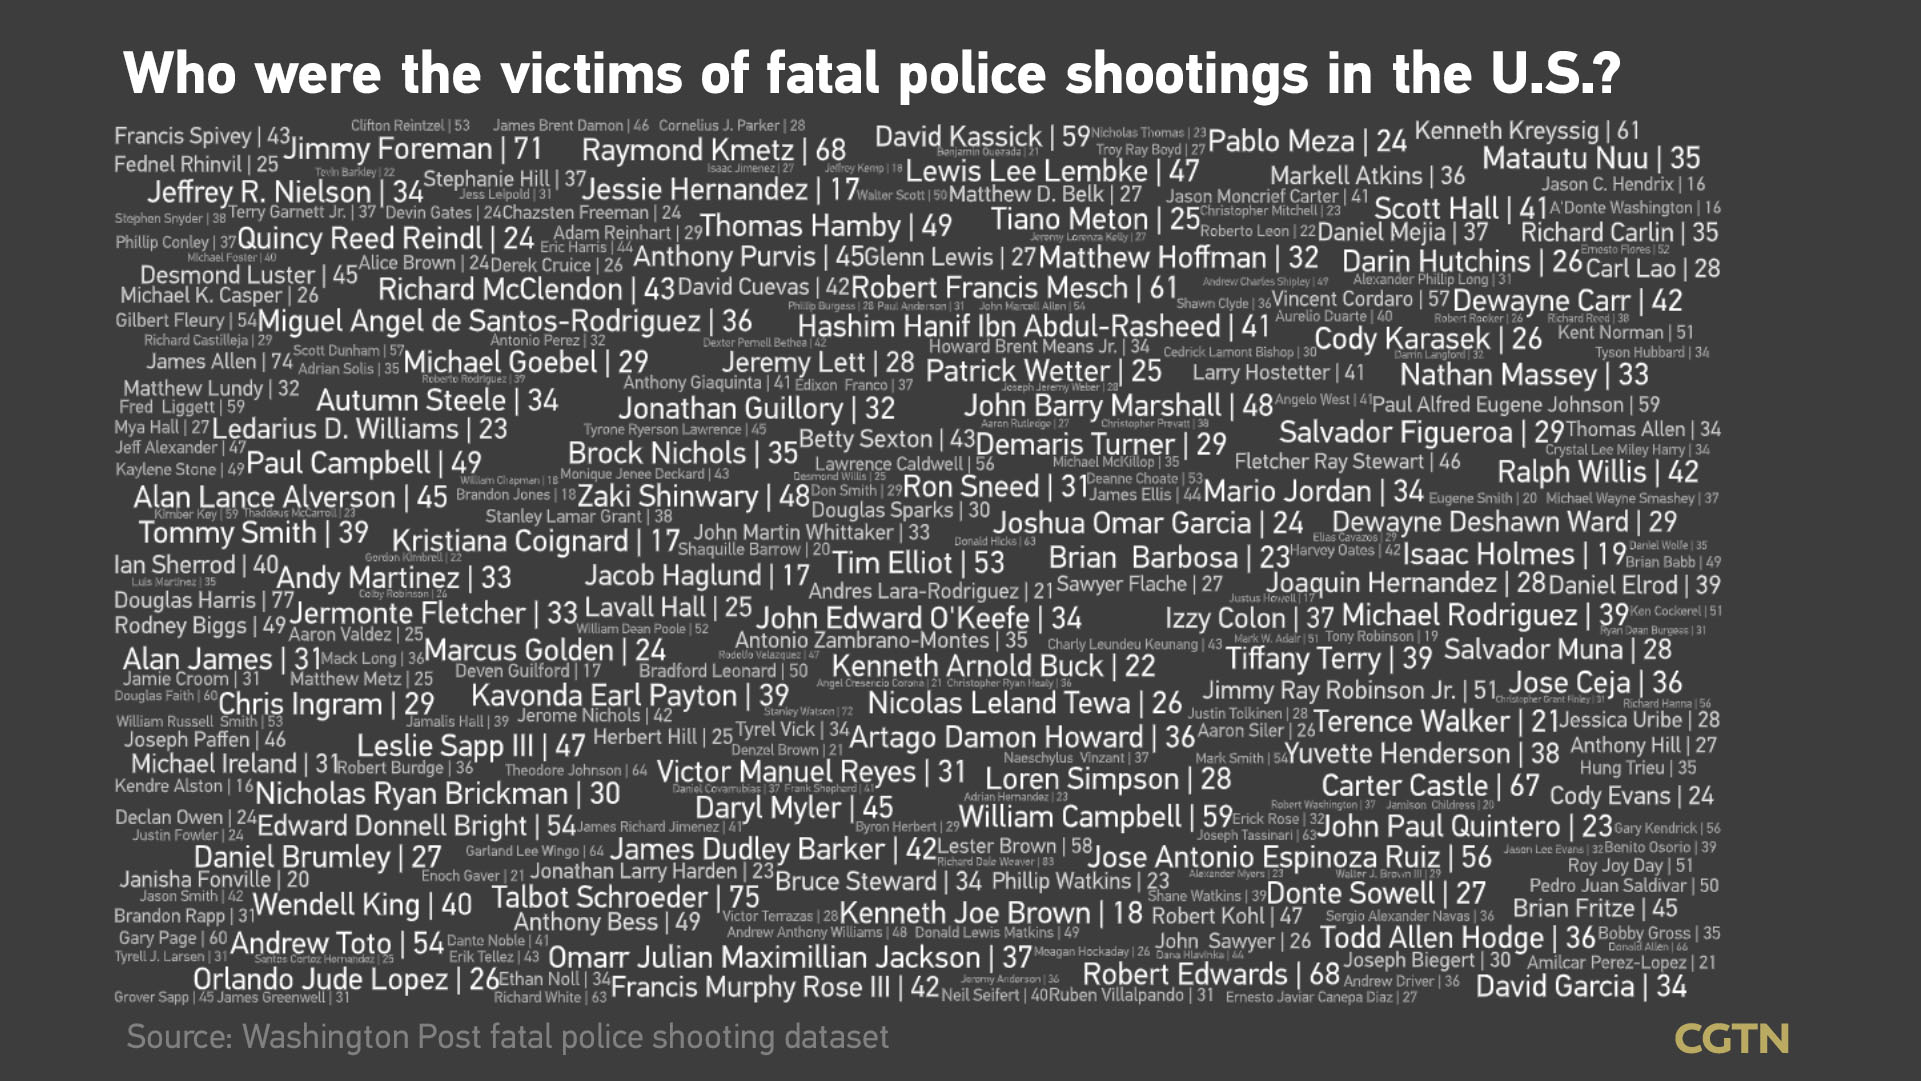 Who were the victims of fatal police shootings in the U.S.?
Clifton Reintzel | 53 James Brent Damon | 46 Cornelius J. Parker | 28
Francis Spivey | 43 Jimmy Foreman | 71 Raymond Kmetz | 68 David Kassick | 59 Nicholas Thomas | 23 Pablo Meza | 24 Kenneth Kreyssig | 61
Benjamin Quezada | 21 Troy Ray Boyd | 27
Fednel Rhinvil | 25 Tevin Barkley | 22 Isaac Jimenez | 27 Jeffrey Kemp | 18 Lewis Lee Lembke | 47 Markell Atkins | 36 Matautu Nuu | 35
Jeffrey R. Nielson | 34 Stephanie Hill | 37 Jess Leipold | 31 Jessie Hernandez | 17 Walter Scott | 50 Matthew D. Belk | 27 Jason Moncrief Carter | 41 Jason C. Hendrix | 16
Stephen Snyder | 38 Terry Garnett Jr. | 37 Devin Gates | 24 Chazsten Freeman | 24 Thomas Hamby | 49 Tiano Meton | 25 Christopher Mitchell | 23 Scott Hall | 41 A'Donte Washington | 16
Phillip Conley | 37 Quincy Reed Reindl | 24 Adam Reinhart | 29 Jeremy Lorenza Kelly | 27 Roberto Leon | 22 Daniel Mejia | 37 Richard Carlin | 35
Michael Foster | 40 Alice Brown | 24 Eric Harris | 44 Derek Cruice | 26 Anthony Purvis | 45 Glenn Lewis | 27 Matthew Hoffman | 32 Darin Hutchins | 26 Ernesto Flores | 52 Carl Lao | 28
Desmond Luster | 45 Andrew Charles Shipley | 49 Alexander Phillip Long | 31
Michael K. Casper | 26 Richard McClendon | 43 David Cuevas | 42 Robert Francis Mesch | 61 Shawn Clyde | 36 Vincent Cordaro | 57 Dewayne Carr | 42
Phillip Burgess | 28 Paul Anderson | 31 John Marcell Allen | 54
Gilbert Fleury | 54 Miguel Angel de Santos-Rodriguez | 36 Hashim Hanif Ibn Abdul-Rasheed | 41 Aurelio Duarte | 40 Robert Rooker | 26 Richard Reed | 38
Richard Castilleja | 29 Antonio Perez | 32 Dexter Pernell Bethea | 42 Howard Brent Means Jr. | 34 Cody Karasek | 26 Kent Norman | 51
James Allen | 74 Scott Dunham | 57 Adrian Solis | 35 Michael Goebel | 29 Jeremy Lett | 28 Cedrick Lamont Bishop | 30 Darrin Langford | 32 Tyson Hubbard | 34
Roberto Rodriguez | 39 Anthony Giaquinta | 41 Edixon Franco | 37 Patrick Wetter | 25 Larry Hostetter | 41 Nathan Massey | 33
Matthew Lundy | 32 Joseph Jeremy Weber | 28
Fred Liggett | 59 Autumn Steele | 34 Jonathan Guillory | 32 John Barry Marshall | 48 Angelo West | 41 Paul Alfred Eugene Johnson | 59
Mya Hall | 27 Ledarius D. Williams | 23 Tyrone Ryerson Lawrence | 45 Aaron Rutledge | 27 Christopher Prevatt | 38 Salvador Figueroa | 29 Thomas Allen | 34
Jeff Alexander | 47 Brock Nichols | 35 Betty Sexton | 43 Demaris Turner | 29 Crystal Lee Miley Harry | 34
Kaylene Stone | 49 Paul Campbell | 49 Lawrence Caldwell | 56 Michael McKillop | 35 Fletcher Ray Stewart | 46 Ralph Willis | 42
William Chapman | 18 Monique Jenee Deckard | 43 Desmond Willis | 25 Deanne Choate | 53
Alan Lance Alverson | 45 Brandon Jones | 18 Zaki Shinwary | 48 Don Smith | 29 Ron Sneed | 31 James Ellis | 44 Mario Jordan | 34 Eugene Smith | 20 Michael Wayne Smashey | 37
Kimber Key | 59 Thaddeus McCarroll | 23 Stanley Lamar Grant | 38 Douglas Sparks | 30
Tommy Smith | 39 Kristiana Coignard | 17 John Martin Whittaker | 33 Joshua Omar Garcia | 24 Dewayne Deshawn Ward | 29
Shaquille Barrow | 20 Donald Hicks | 63 Elias Cavazos | 29
Ian Sherrod | 40 Gordon Kimbrell | 22 Tim Elliot | 53 Brian Barbosa | 23 Harvey Oates | 42 Isaac Holmes | 19 Daniel Wolfe | 35 Brian Babb | 49
Luis Martinez | 35 Andy Martinez | 33 Jacob Haglund | 17 Andres Lara-Rodriguez | 21 Sawyer Flache | 27 Joaquin Hernandez | 28 Daniel Elrod | 39
Douglas Harris | 77 Colby Robinson | 26 Justus Howell | 17
Jermonte Fletcher | 33 Lavall Hall | 25 John Edward O'Keefe | 34 Izzy Colon | 37 Michael Rodriguez | 39 Ken Cockerel | 51
Rodney Biggs | 49 Aaron Valdez | 25 William Dean Poole | 52 Antonio Zambrano-Montes | 35 Charly Leundeu Keunang | 43 Mark W. Adair | 51 Tony Robinson | 19 Ryan Dean Burgess | 31
Alan James | 31 Mack Long | 36 Marcus Golden | 24 Rodolfo Velazquez | 47 Kenneth Arnold Buck | 22 Tiffany Terry | 39 Salvador Muna | 28
Jamie Croom | 31 Matthew Metz | 25 Deven Guilford | 17 Bradford Leonard | 50 Angel Cresencio Corona | 21 Christopher Ryan Healy | 36
Douglas Faith | 60 Chris Ingram | 29 Kavonda Earl Payton | 39 Nicolas Leland Tewa | 26 Jimmy Ray Robinson Jr. | 51 Jose Ceja | 36
Stanley Watson | 72 Christopher Grant Finley | 31 Richard Hanna | 56
William Russell Smith | 53 Jamalis Hall | 39 Jerome Nichols | 42 Justin Tolkinen | 28 Terence Walker | 21 Jessica Uribe | 28
Joseph Paffen | 46 Leslie Sapp III | 47 Herbert Hill | 25 Tyrel Vick | 34 Denzel Brown | 21 Artago Damon Howard | 36 Aaron Siler | 26 Anthony Hill | 27
Michael Ireland | 31 Robert Burdge | 36 Theodore Johnson | 64 Victor Manuel Reyes | 31 Naeschylus Vinzant | 37 Mark Smith | 54 Yuvette Henderson | 38 Hung Trieu | 35
Kendre Alston | 16 Nicholas Ryan Brickman | 30 Daniel Covarrubias | 37 Frank Shephard | 41 Loren Simpson | 28 Carter Castle | 67 Cody Evans | 24
Daryl Myler | 45 Adrian Hernandez | 23 Robert Washington | 37 Jamison Childress | 20
Declan Owen | 24 Edward Donnell Bright | 54 James Richard Jimenez | 41 Byron Herbert | 29 William Campbell | 59 Erick Rose | 32 John Paul Quintero | 23 Gary Kendrick | 56
Justin Fowler | 24 Joseph Tassinari | 63
Daniel Brumley | 27 Garland Lee Wingo | 64 James Dudley Barker | 42 Lester Brown | 58 Jose Antonio Espinoza Ruiz | 56 Jason Lee Evans | 32 Benito Osorio | 39
Richard Dale Weaver | 83 Roy Joy Day | 51
Janisha Fonville | 20 Enoch Gaver | 21 Jonathan Larry Harden | 23 Bruce Steward | 34 Phillip Watkins | 23 Alexander Myers | 23 Walter J. Brown III | 29 Pedro Juan Saldivar | 50
Jason Smith | 42 Wendell King | 40 Talbot Schroeder | 75 Shane Watkins | 39 Donte Sowell | 27
Brandon Rapp | 31 Anthony Bess | 49 Victor Terrazas | 28 Kenneth Joe Brown | 18 Robert Kohl | 47 Sergio Alexander Navas | 36 Brian Fritze | 45
Gary Page | 60 Andrew Toto | 54 Dante Noble | 41 Andrew Anthony Williams | 48 Donald Lewis Matkins | 49 John Sawyer | 26 Todd Allen Hodge | 36 Bobby Gross | 35
Tyrell J. Larsen | 31 Santos Cortez Hernandez | 25 Erik Tellez | 43 Omarr Julian Maximillian Jackson | 37 Meagan Hockaday | 26 Dana Hlavinka | 44 Joseph Biegert | 30 Donald Allen | 66 Amilcar Perez-Lopez | 21
Orlando Jude Lopez | 26 Ethan Noll | 34 Francis Murphy Rose III | 42 Jeremy Anderson | 36 Robert Edwards | 68 Andrew Driver | 36 David Garcia | 34
Grover Sapp | 45 James Greenwell | 31 Richard White | 63 Neil Seifert | 40 Ruben Villalpando | 31 Ernesto Javiar Canepa Diaz | 27
Source: Washington Post fatal police shooting dataset
CGTN